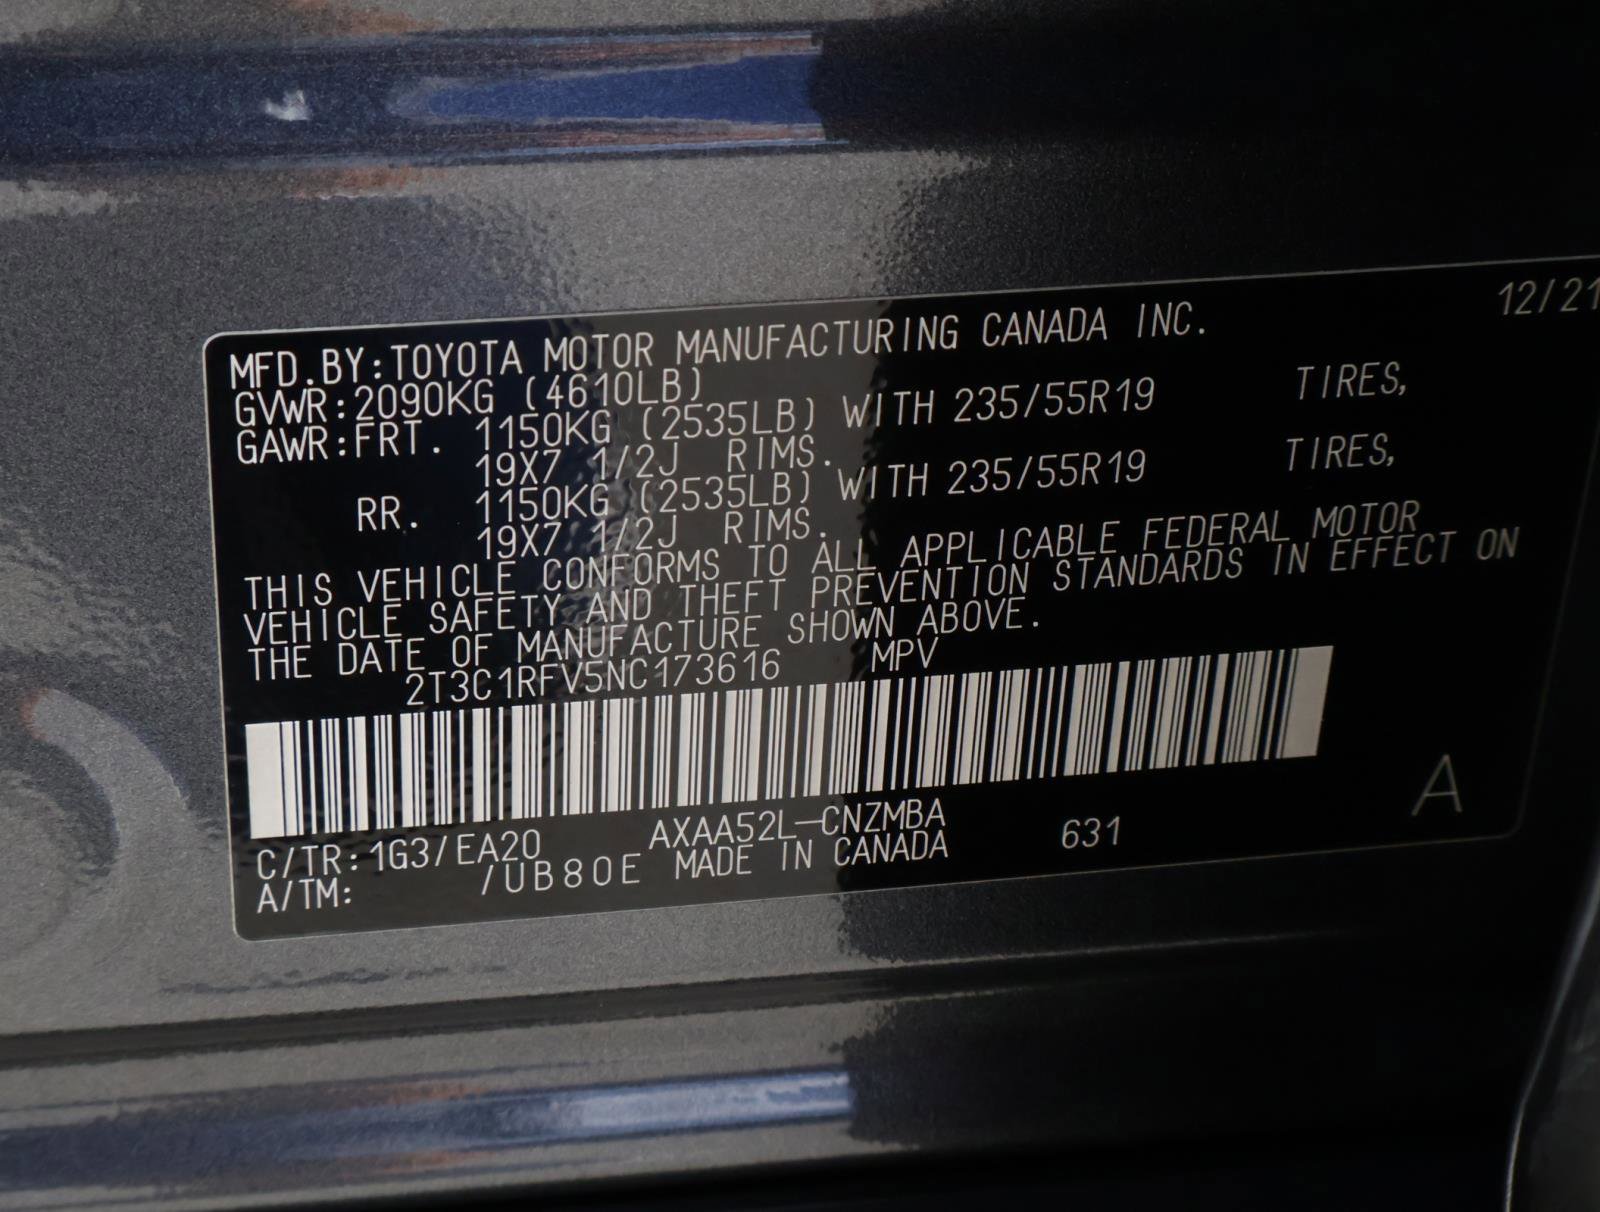 12/21
MFD.BY:TOYOTA MOTOR MANUFACTURING CANADA INC.
GVWR:2090KG (4610LB)
GAWR:FRT. 1150KG (2535LB) WITH 235/55R19 TIRES,
19X7 1/2J RIMS.
RR. 1150KG (2535LB) WITH 235/55R19 TIRES,
19X7 1/2J RIMS.
THIS VEHICLE CONFORMS TO ALL APPLICABLE FEDERAL MOTOR
VEHICLE SAFETY AND THEFT PREVENTION STANDARDS IN EFFECT ON
THE DATE OF MANUFACTURE SHOWN ABOVE.
2T3C1RFV5NC173616 MPV
A
C/TR:1G3/EA20 AXAA52L-CNZMBA 631
A/TM: /UB80E MADE IN CANADA